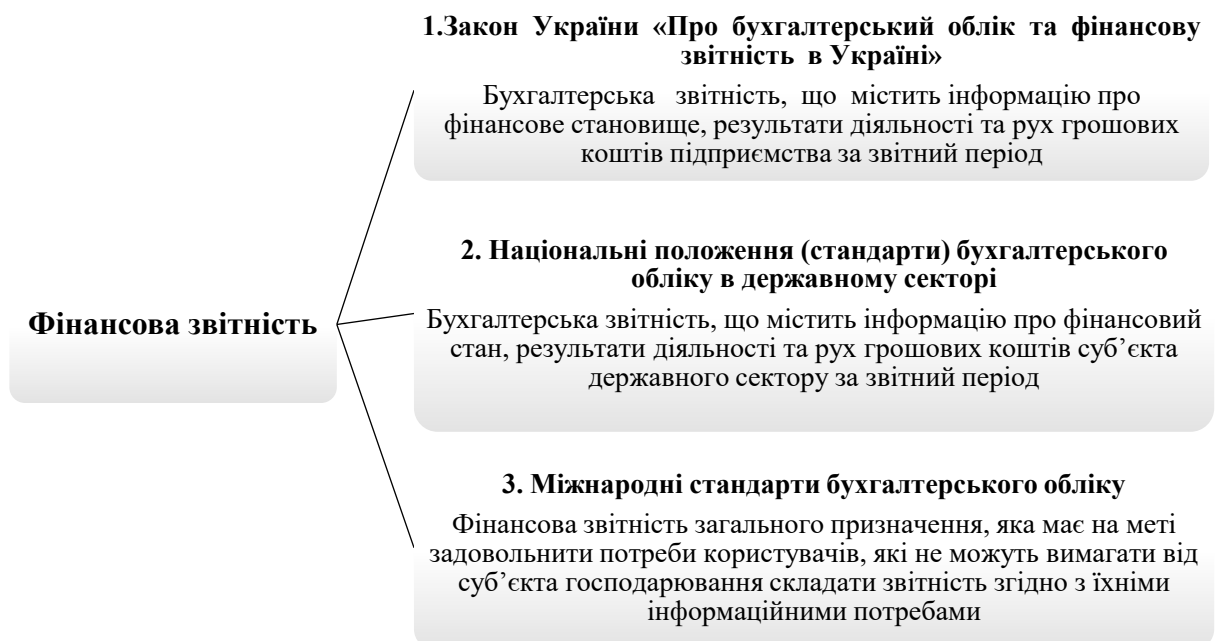 1.Закон України «Про бухгалтерський облік та фінансову
звітність в Україні»
Бухгалтерська звітність, що містить інформацію про
фінансове становище, результати діяльності та рух грошових
коштів підприємства за звітний період
2. Національні положення (стандарти) бухгалтерського
обліку в державному секторі
Фінансова звітність
Бухгалтерська звітність, що містить інформацію про фінансовий
стан, результати діяльності та рух грошових коштів суб’єкта
державного сектору за звітний період
3. Міжнародні стандарти бухгалтерського обліку
Фінансова звітність загального призначення, яка має на меті
задовольнити потреби користувачів, які не можуть вимагати від
суб’єкта господарювання складати звітність згідно з їхніми
інформаційними потребами